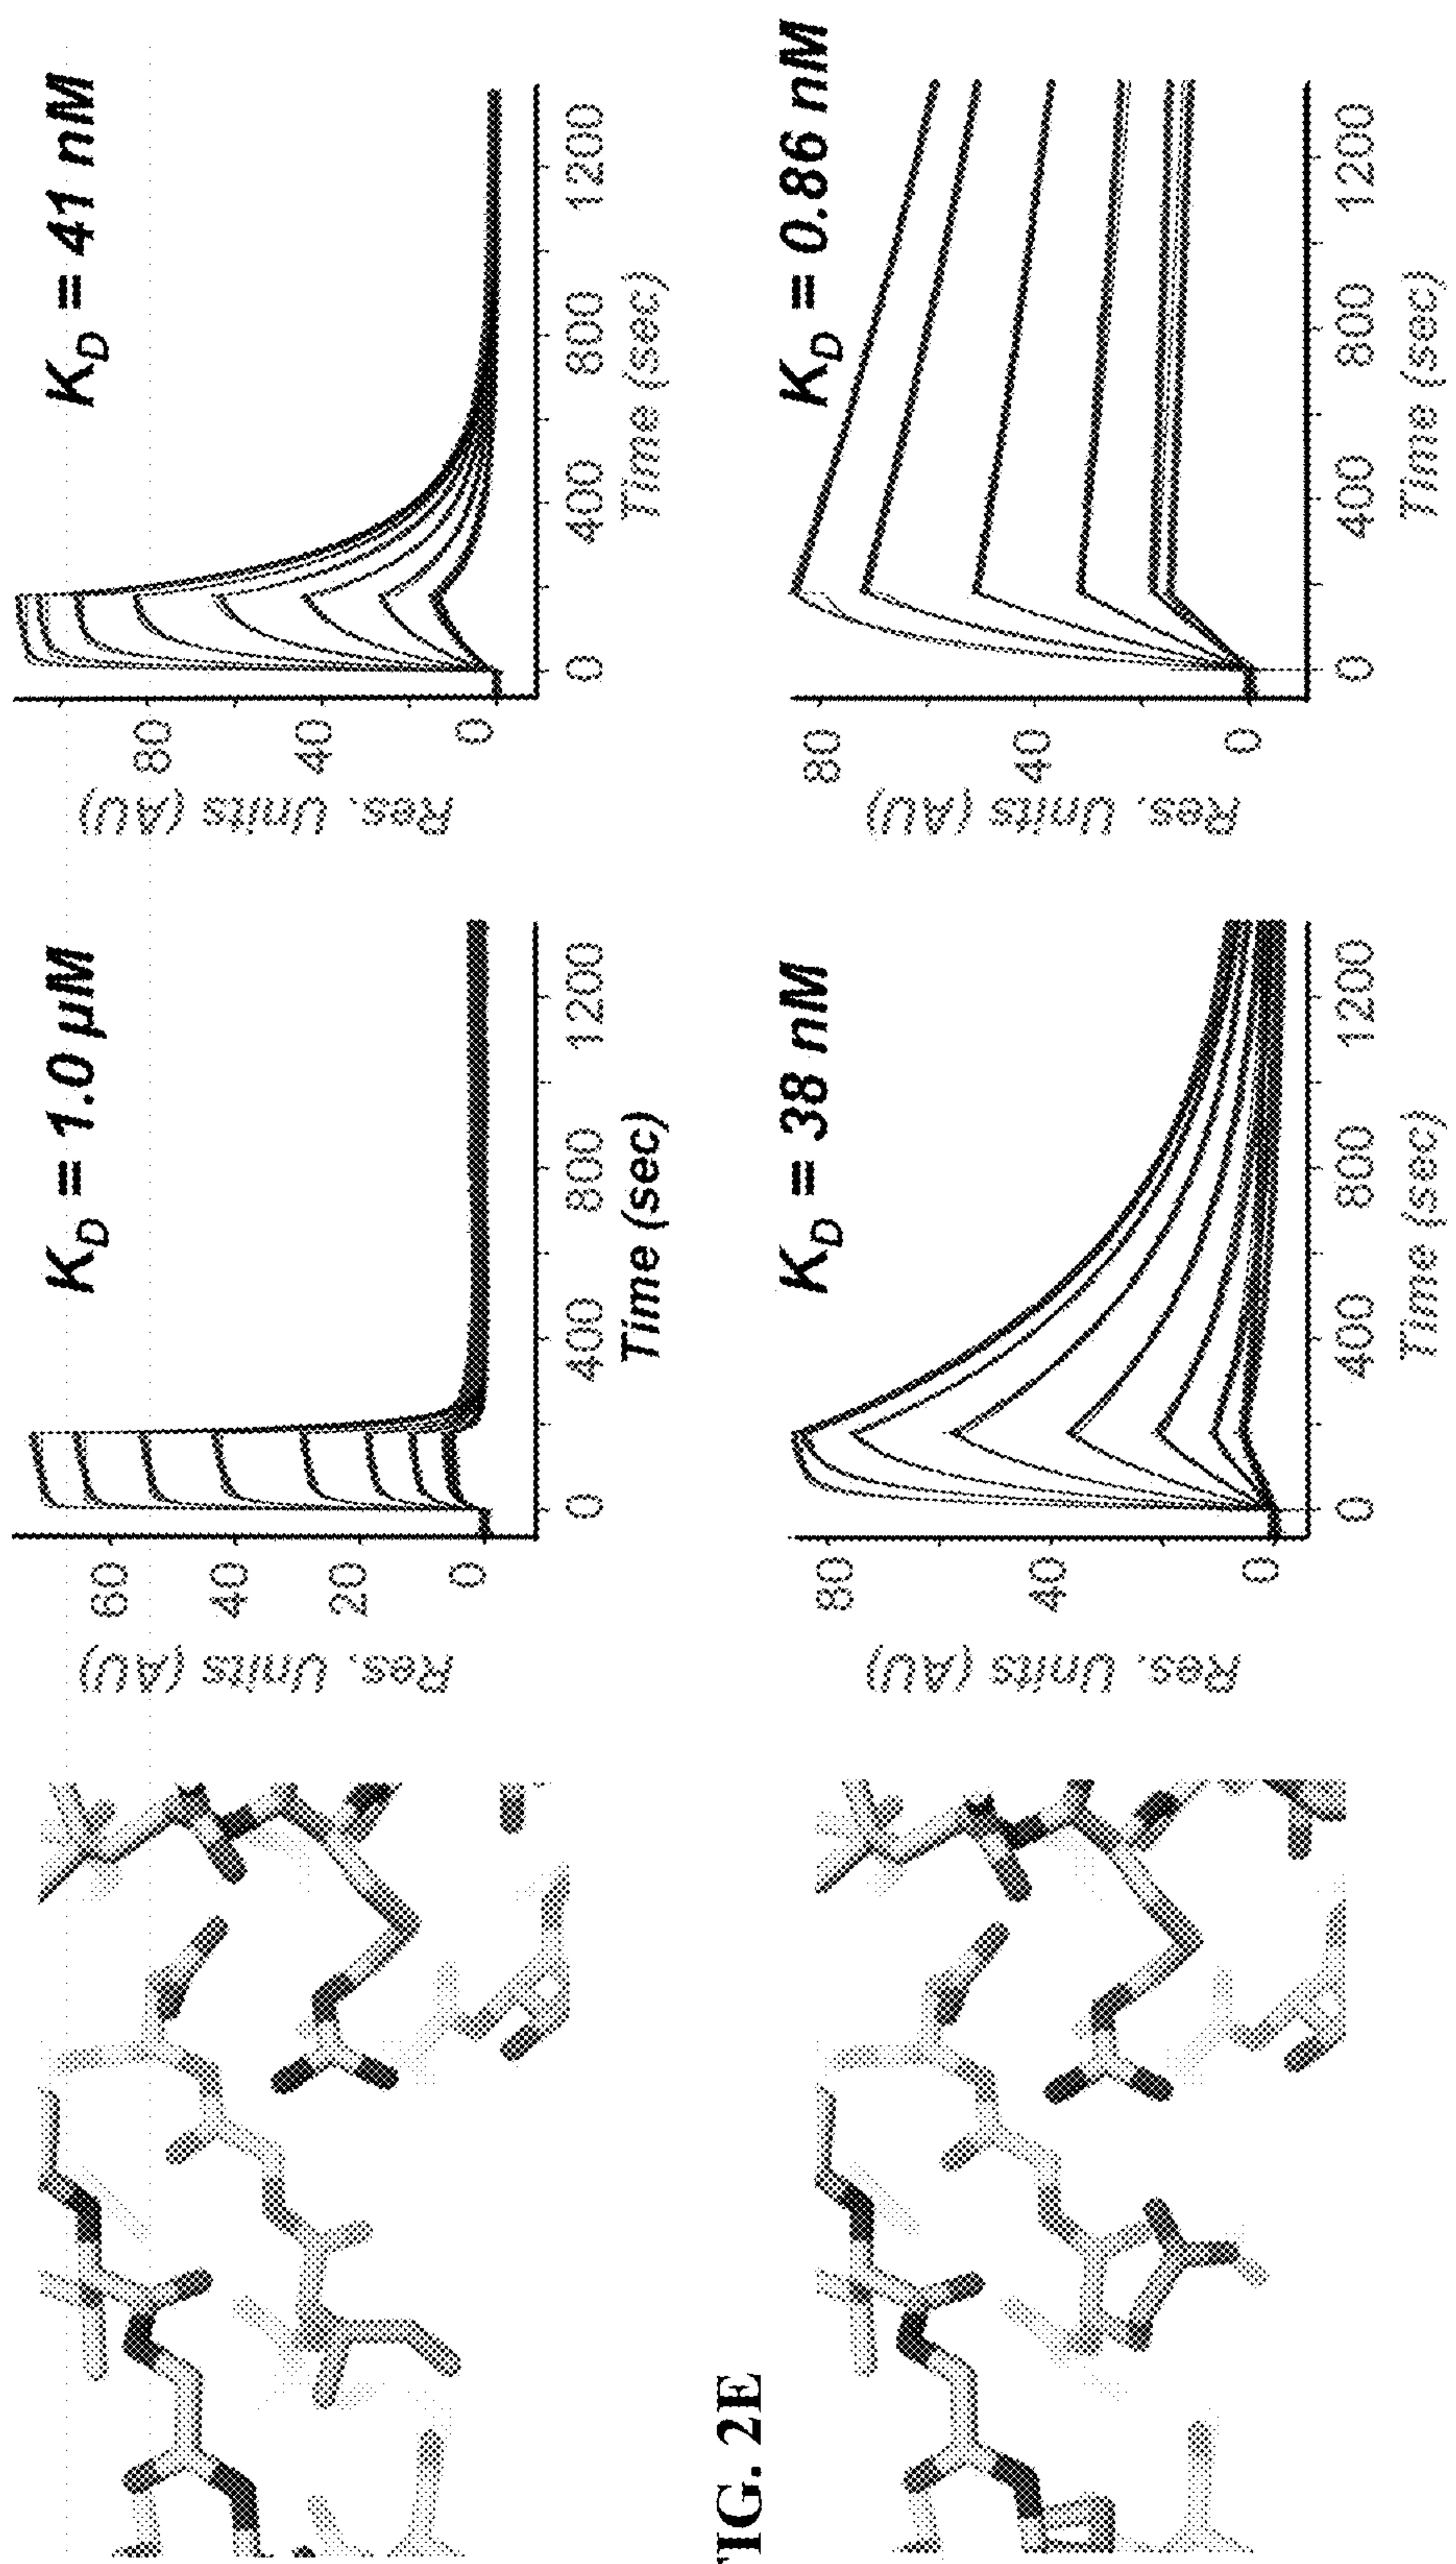 K_D = 1.0 µM
60
40
20
0
Res. Units (AU)
0 400 800 1200
Time (sec)
K_D = 41 nM
80
40
0
Res. Units (AU)
0 400 800 1200
Time (sec)
FIG. 2E
K_D = 38 nM
80
40
0
Res. Units (AU)
0 400 800 1200
Time (sec)
K_D = 0.86 nM
80
40
0
Res. Units (AU)
0 400 800 1200
Time (sec)